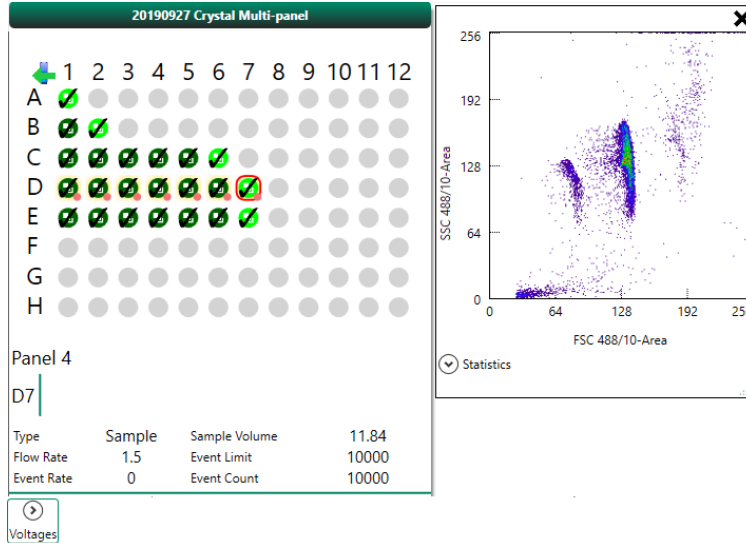 20190927 Crystal Multi-panel
1 2 3 4 5 6 7 8 9 10 11 12
A
B
C
D
E
F
G
H
Panel 4
D7
Type Sample Sample Volume 11.84
Flow Rate 1.5 Event Limit 10000
Event Rate 0 Event Count 10000
Voltages
256
192
128
64
0
SSC 488/10-Area
0 64 128 192
FSC 488/10-Area
Statistics